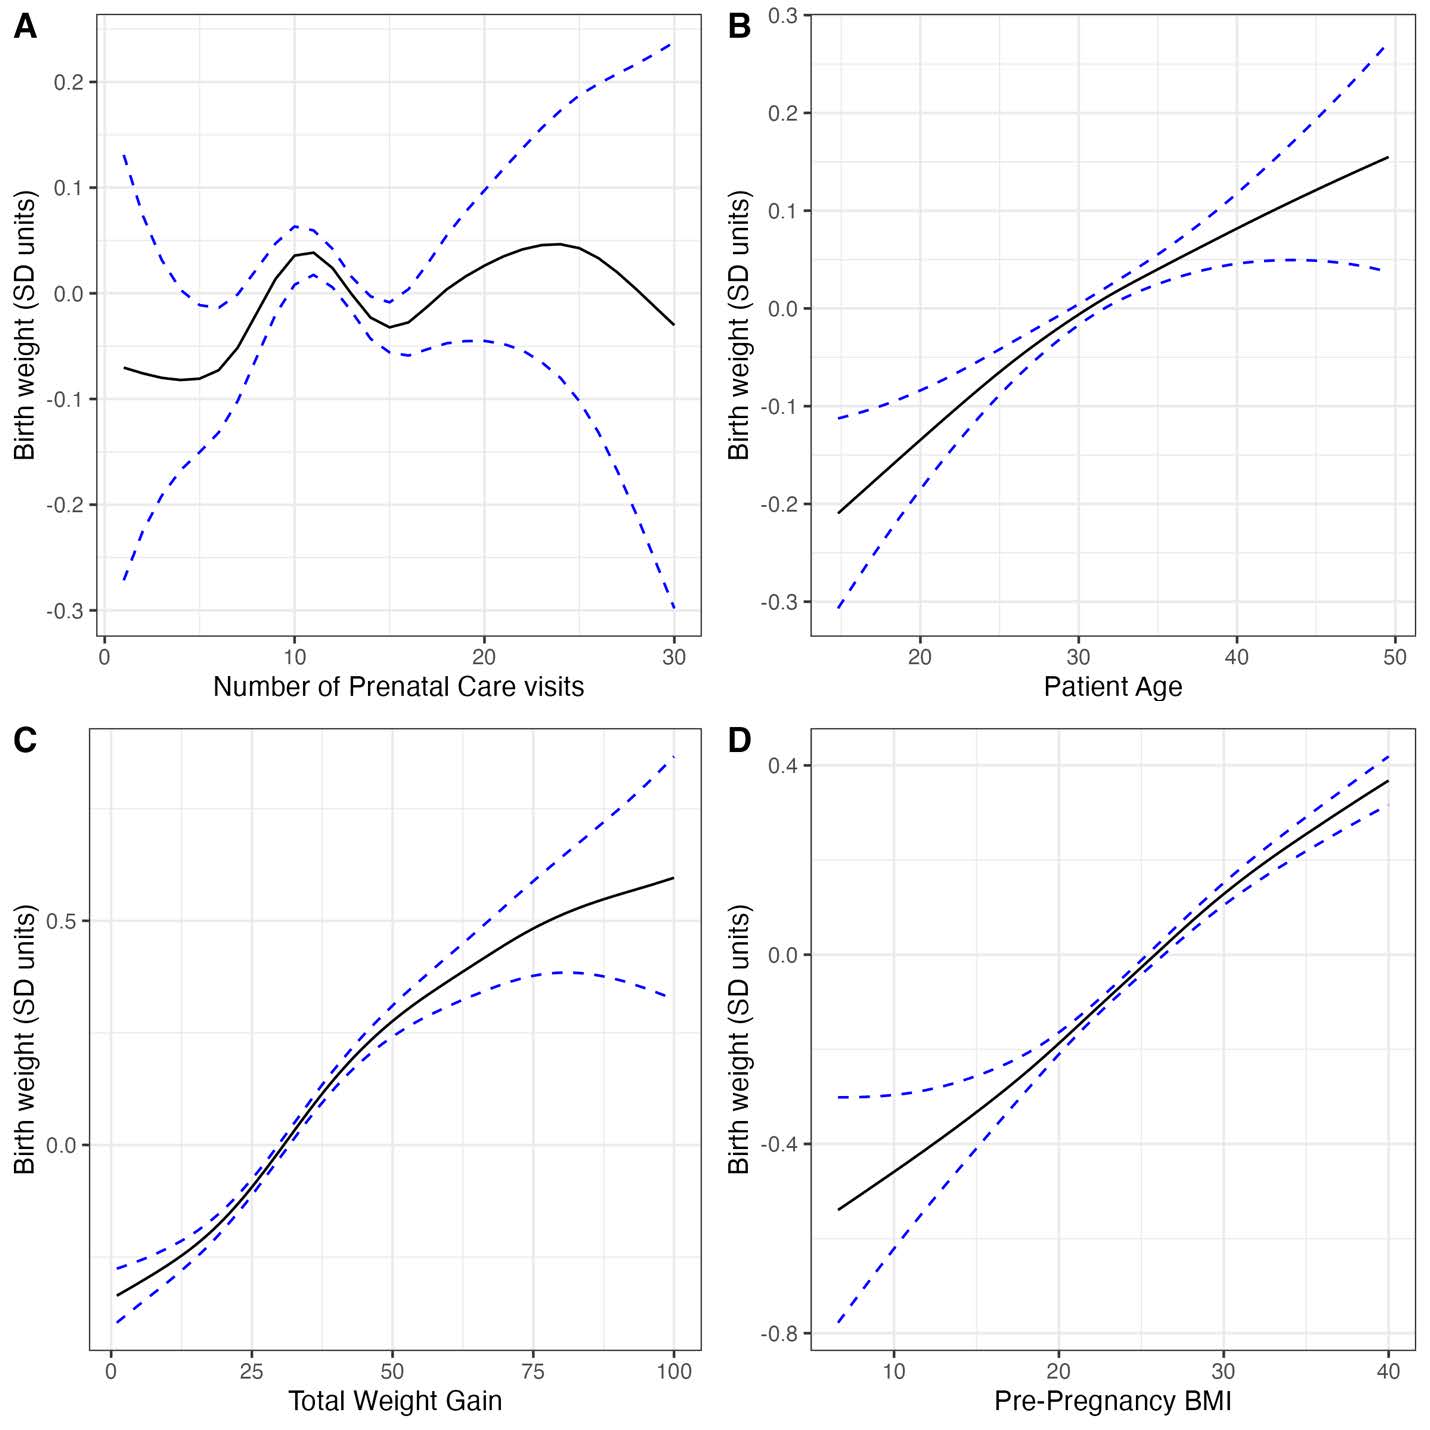 A
Birth weight (SD units)
0.2
0.1
0.0
-0.1
-0.2
-0.3
0 10 20 30
Number of Prenatal Care visits
B
Birth weight (SD units)
0.3
0.2
0.1
0.0
-0.1
-0.2
-0.3
20 30 40 50
Patient Age
C
Birth weight (SD units)
0.5
0.0
0 25 50 75 100
Total Weight Gain
D
Birth weight (SD units)
0.4
0.0
-0.4
-0.8
10 20 30 40
Pre-Pregnancy BMI